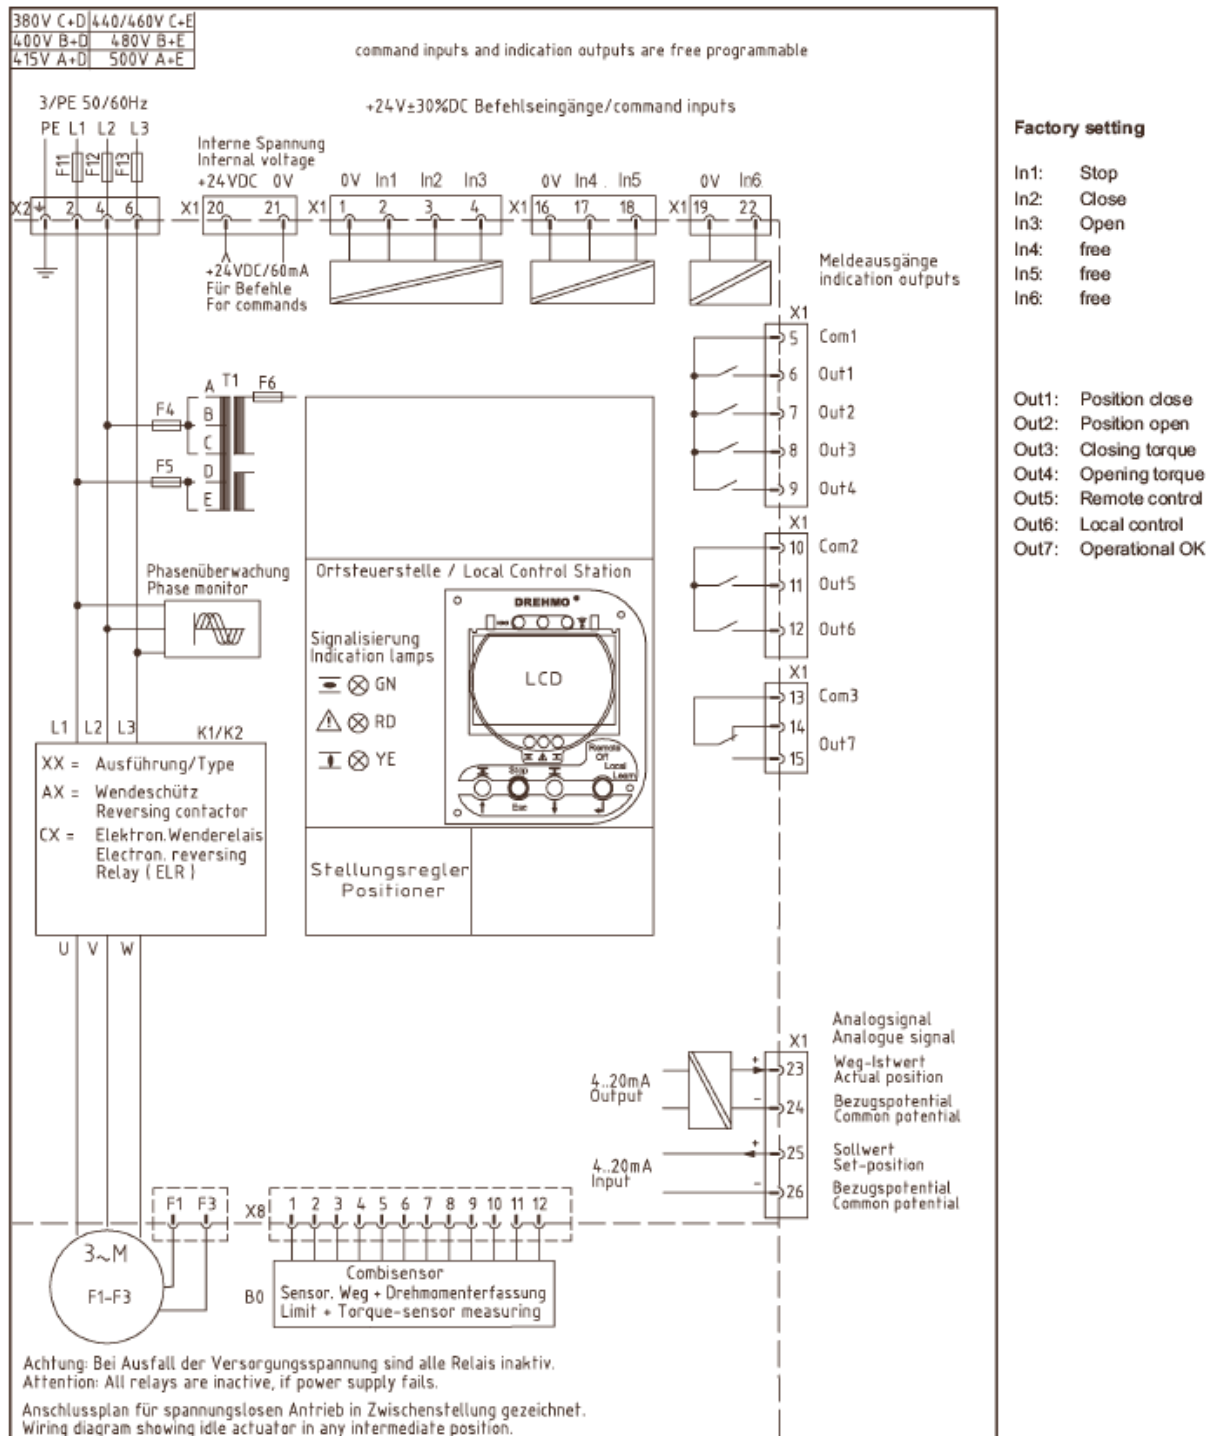 380V C+D 440/460V C+E
400V B+D 480V B+E
415V A+D 500V A+E
command inputs and indication outputs are free programmable
3/PE 50/60Hz
+24V±30%DC Befehlseingänge/command inputs
PE L1 L2 L3
F11 F12 F13
Interne Spannung
Internal voltage
+24VDC 0V
0V In1 In2 In3
0V In4 In5
0V In6
X2 2 4 6
X1 20 21
X1 1 2 3 4
X1 16 17 18
X1 19 22
+24VDC/60mA
Für Befehle
For commands
Meldeausgänge
indication outputs
X1
5 Com1
6 Out1
7 Out2
8 Out3
9 Out4
X1
10 Com2
11 Out5
12 Out6
X1
13 Com3
14
15
Out7
Factory setting
In1: Stop
In2: Close
In3: Open
In4: free
In5: free
In6: free
Out1: Position close
Out2: Position open
Out3: Closing torque
Out4: Opening torque
Out5: Remote control
Out6: Local control
Out7: Operational OK
A T1 F6
F4 B
C
F5 D
E
Phasenüberwachung
Phase monitor
Ortsteuerstelle / Local Control Station
DREHMO
Signalisierung
Indication lamps
GN
RD
YE
LCD
Remote
Off
Local
Learn
Stop
Esc
L1 L2 L3 K1/K2
XX = Ausführung/Type
AX = Wendeschütz
Reversing contactor
CX = Elektron.Wenderelais
Electron. reversing
Relay ( ELR )
Stellungsregler
Positioner
U V W
Analogsignal
Analogue signal
X1
4..20mA
Output
+ 23 Weg-Istwert
Actual position
- 24 Bezugspotential
Common potential
4..20mA
Input
+ 25 Sollwert
Set-position
- 26 Bezugspotential
Common potential
F1 F3
X8 1 2 3 4 5 6 7 8 9 10 11 12
3~M
F1-F3
B0
Combisensor
Sensor. Weg + Drehmomenterfassung
Limit + Torque-sensor measuring
Achtung: Bei Ausfall der Versorgungsspannung sind alle Relais inaktiv.
Attention: All relays are inactive, if power supply fails.
Anschlussplan für spannungslosen Antrieb in Zwischenstellung gezeichnet.
Wiring diagram showing idle actuator in any intermediate position.